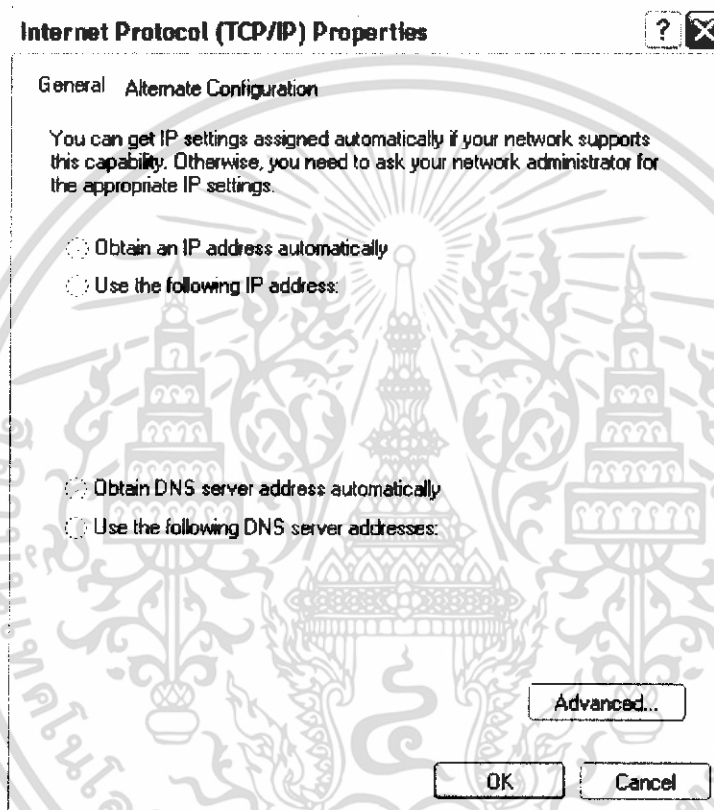 Internet Protocol (TCP/IP) Properties
?
General Alternate Configuration
You can get IP settings assigned automatically if your network supports
this capability. Otherwise, you need to ask your network administrator for
the appropriate IP settings.
Obtain an IP address automatically
Use the following IP address:
Obtain DNS server address automatically
Use the following DNS server addresses:
Advanced...
OK Cancel